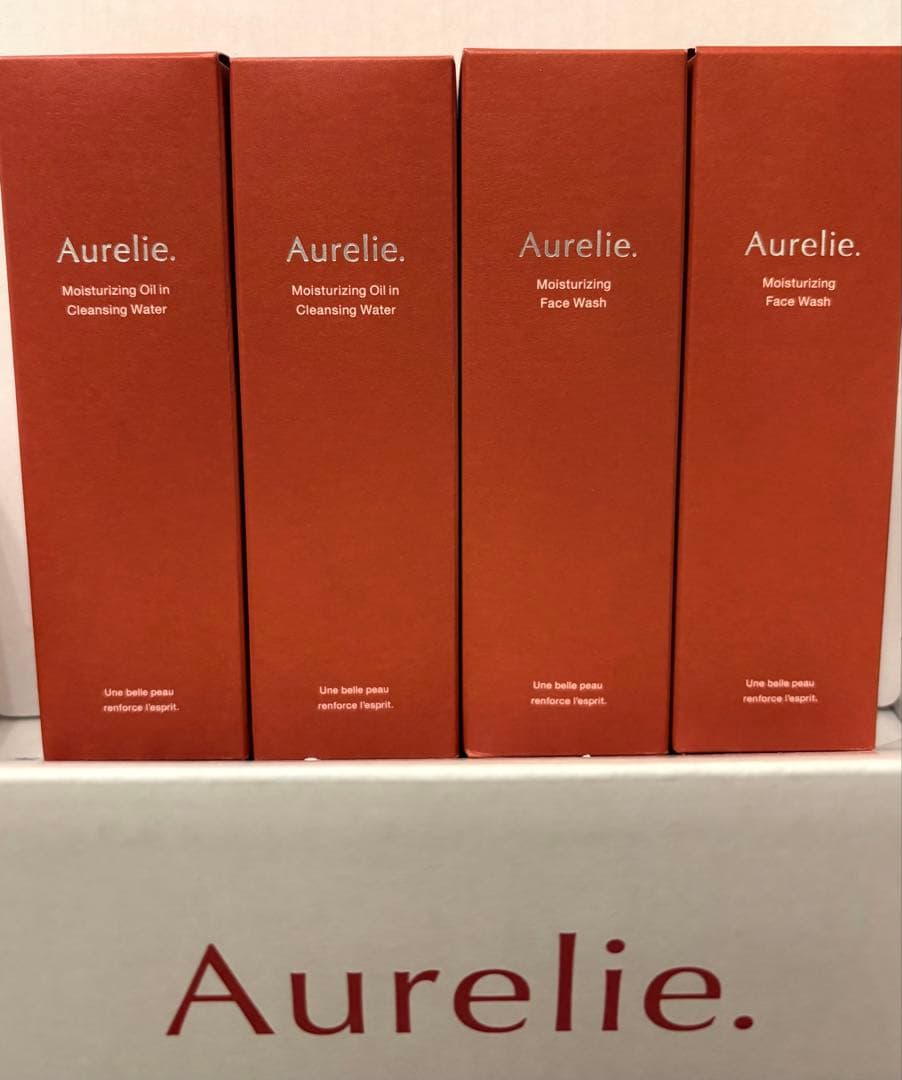 Aurelie.
Moisturizing Oil in
Cleansing Water
Une belle peau
renforce l'esprit.
Aurelie.
Moisturizing Oil in
Cleansing Water
Une belle peau
renforce l'esprit.
Aurelie.
Moisturizing
Face Wash
Une belle peau
renforce l'esprit.
Aurelie.
Moisturizing
Face Wash
Une belle peau
renforce l'esprit.
Aurelie.